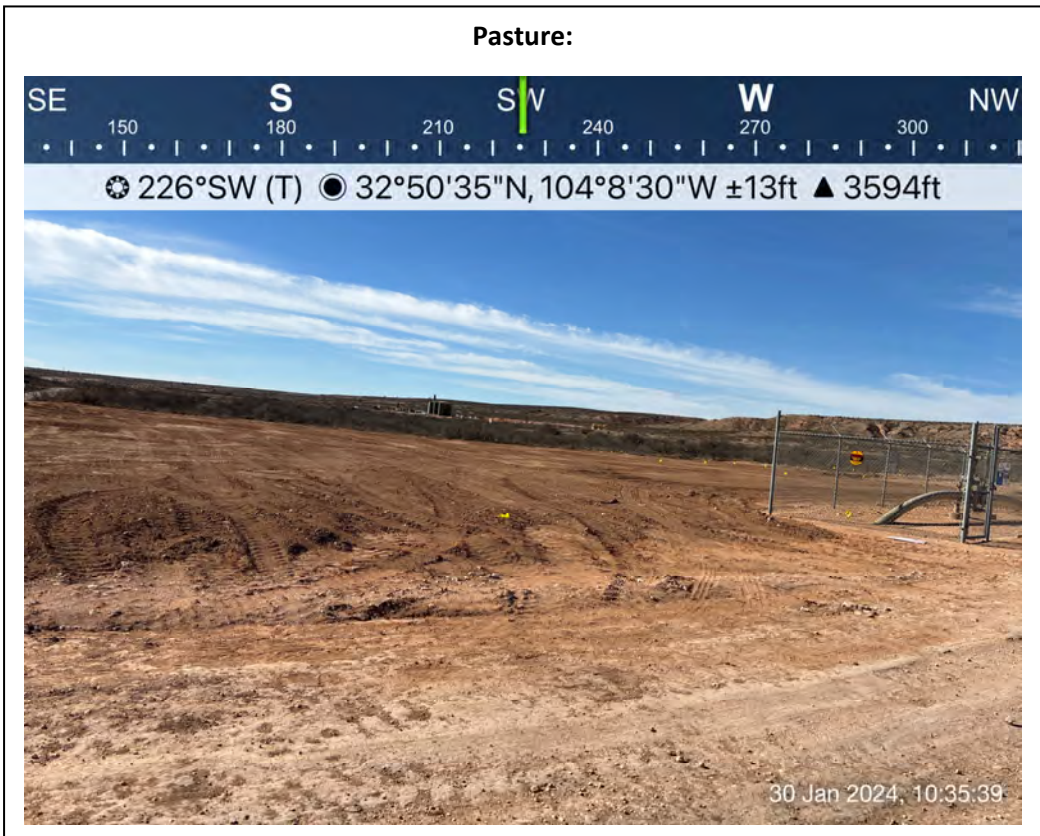 Pasture:
SE S SW W NW
150 180 210 240 270 300
226°SW (T) 32°50'35"N, 104°8'30"W ±13ft ▲ 3594ft
30 Jan 2024, 10:35:39